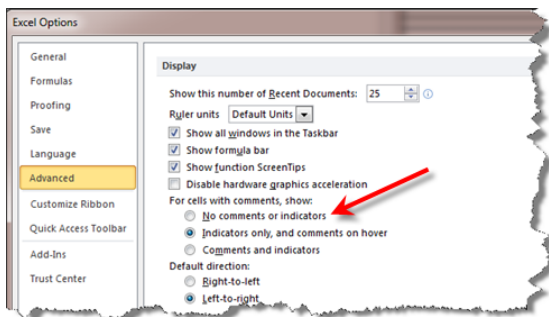 Excel Options
General
Formulas
Proofing
Save
Language
Advanced
Customize Ribbon
Quick Access Toolbar
Add-Ins
Trust Center
Display
Show this number of Recent Documents: 25
Ruler units Default Units
Show all windows in the Taskbar
Show formula bar
Show function ScreenTips
Disable hardware graphics acceleration
For cells with comments, show:
No comments or indicators
Indicators only, and comments on hover
Comments and indicators
Default direction:
Right-to-left
Left-to-right